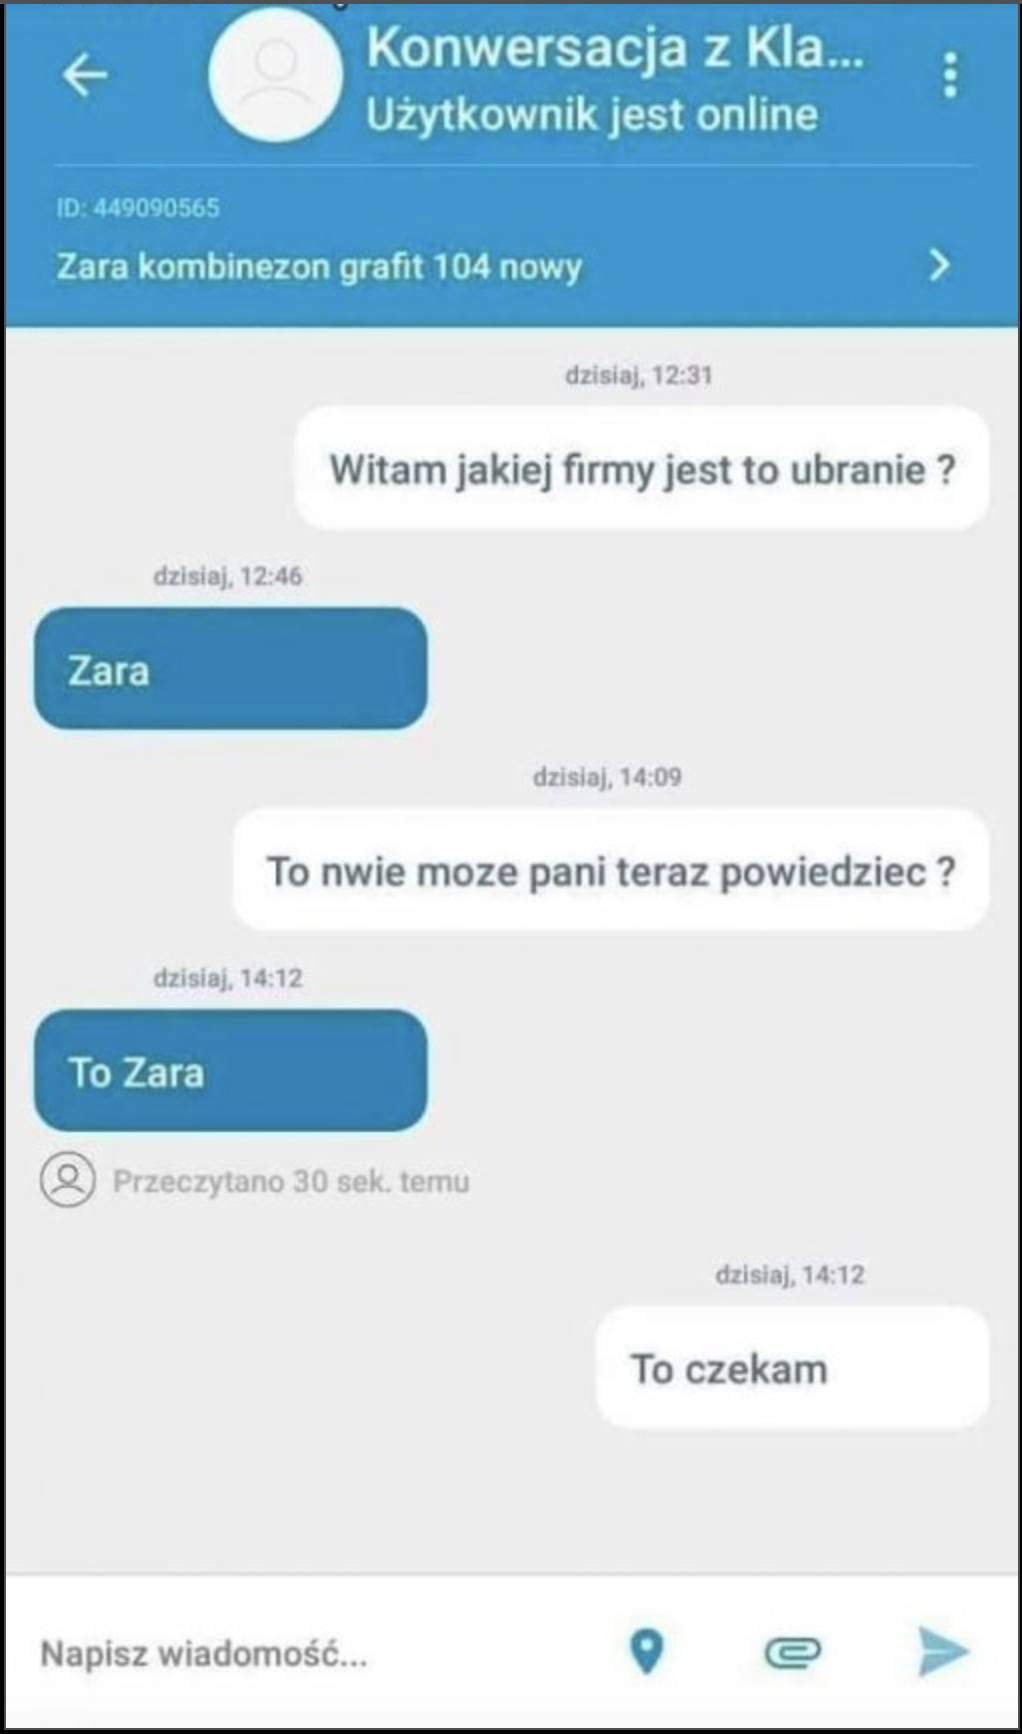 Konwersacja z Kla...
Użytkownik jest online
ID: 449090565
Zara kombinezon grafit 104 nowy
dzisiaj, 12:31
Witam jakiej firmy jest to ubranie ?
dzisiaj, 12:46
Zara
dzisiaj, 14:09
To nwie moze pani teraz powiedziec ?
dzisiaj, 14:12
To Zara
Przeczytano 30 sek. temu
dzisiaj, 14:12
To czekam
Napisz wiadomość...